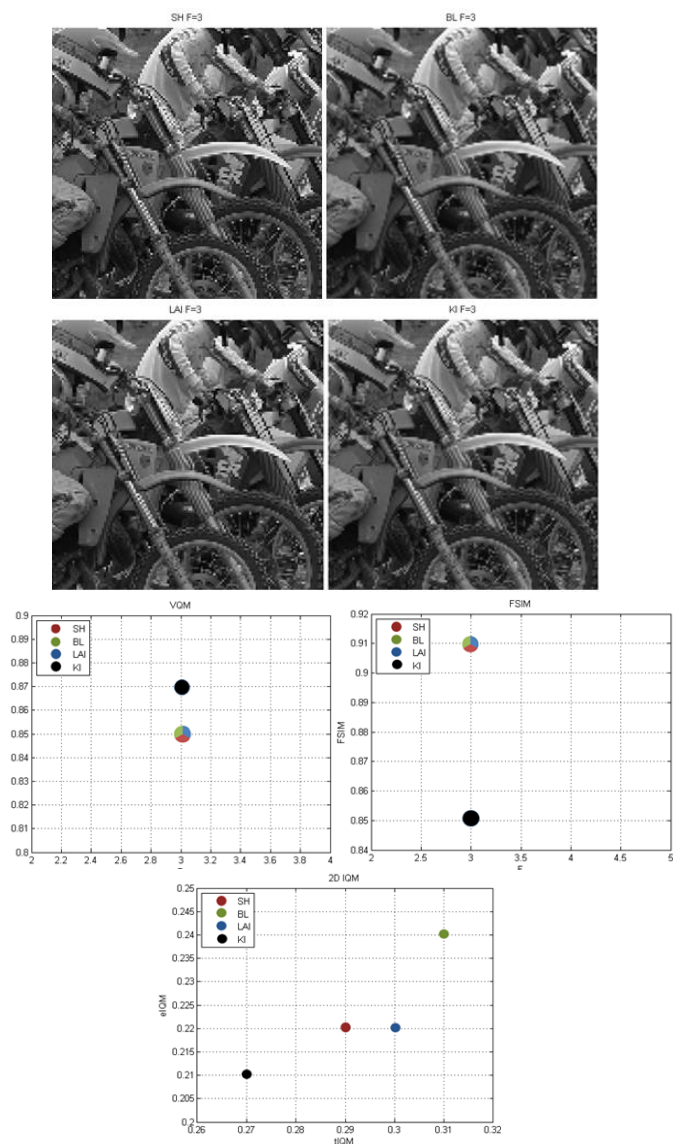 SH F=3
BL F=3
LAI F=3
KI F=3
VQM
SH
BL
LAI
KI
0.9
0.89
0.88
0.87
0.86
0.85
0.84
0.83
0.82
0.81
0.8
2 2.2 2.4 2.6 2.8 3 3.2 3.4 3.6 3.8 4
FSIM
SH
BL
LAI
KI
FSIM
0.92
0.91
0.9
0.89
0.88
0.87
0.86
0.85
0.84
2 2.5 3 3.5 4 4.5 5
2D IQM
SH
BL
LAI
KI
eIQM
0.25
0.245
0.24
0.235
0.23
0.225
0.22
0.215
0.21
0.205
0.2
0.26 0.27 0.28 0.29 0.3 0.31 0.32
tIQM